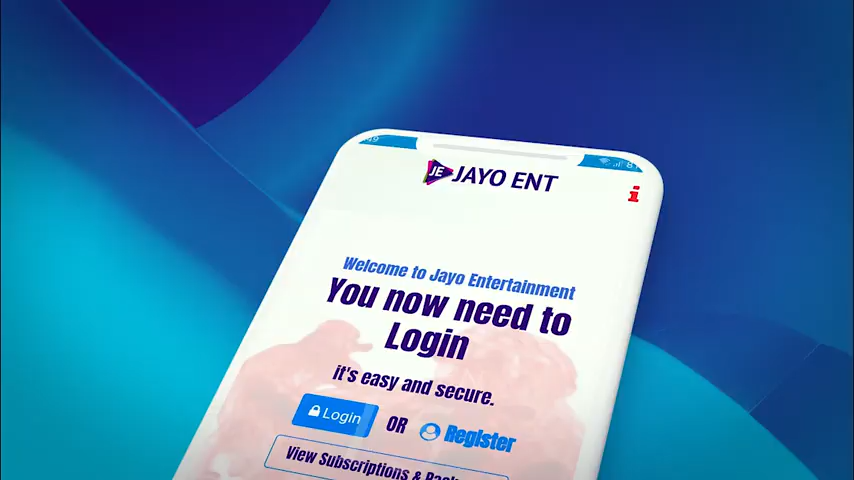 JE JAYO ENT
i
Welcome to Jayo Entertainment
You now need to
Login
it's easy and secure.
Login OR Register
View Subscriptions &